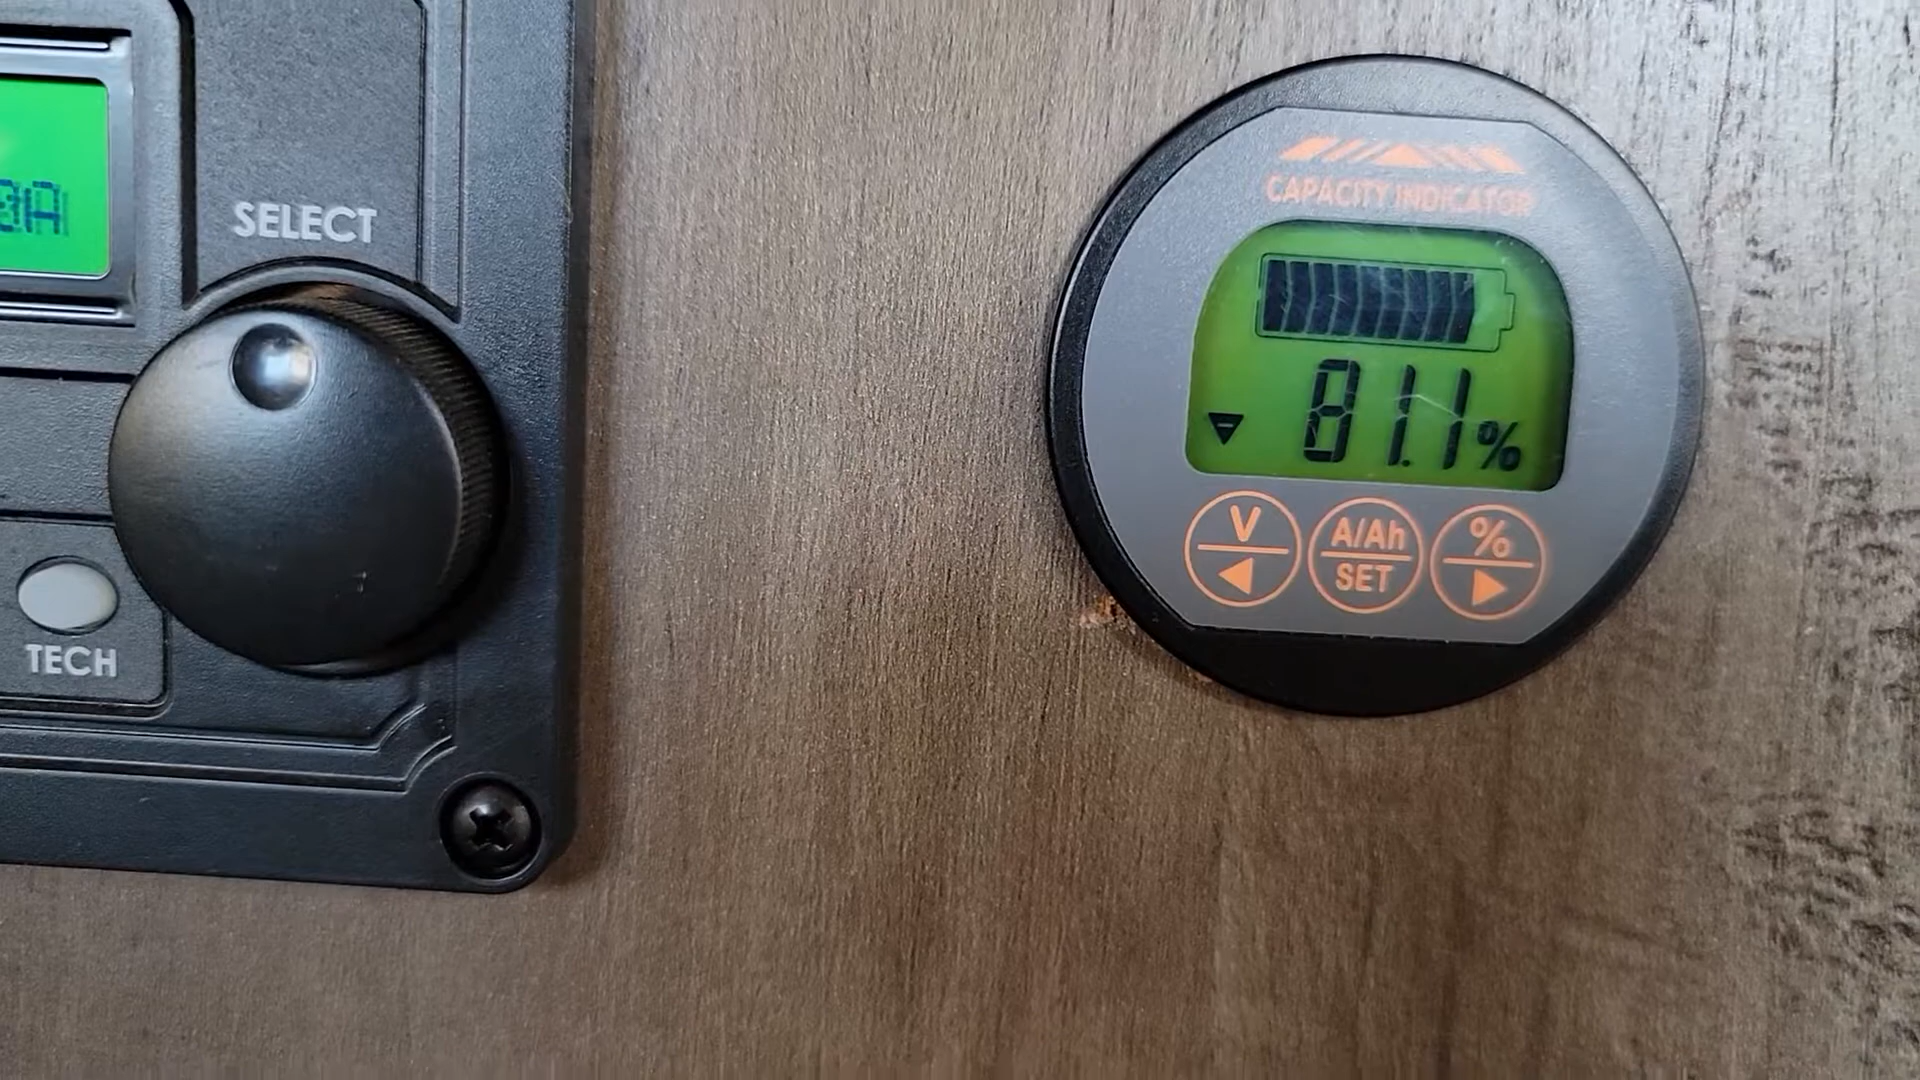 SELECT
TECH
CAPACITY INDICATOR
81.1%
V
A/Ah
SET
%